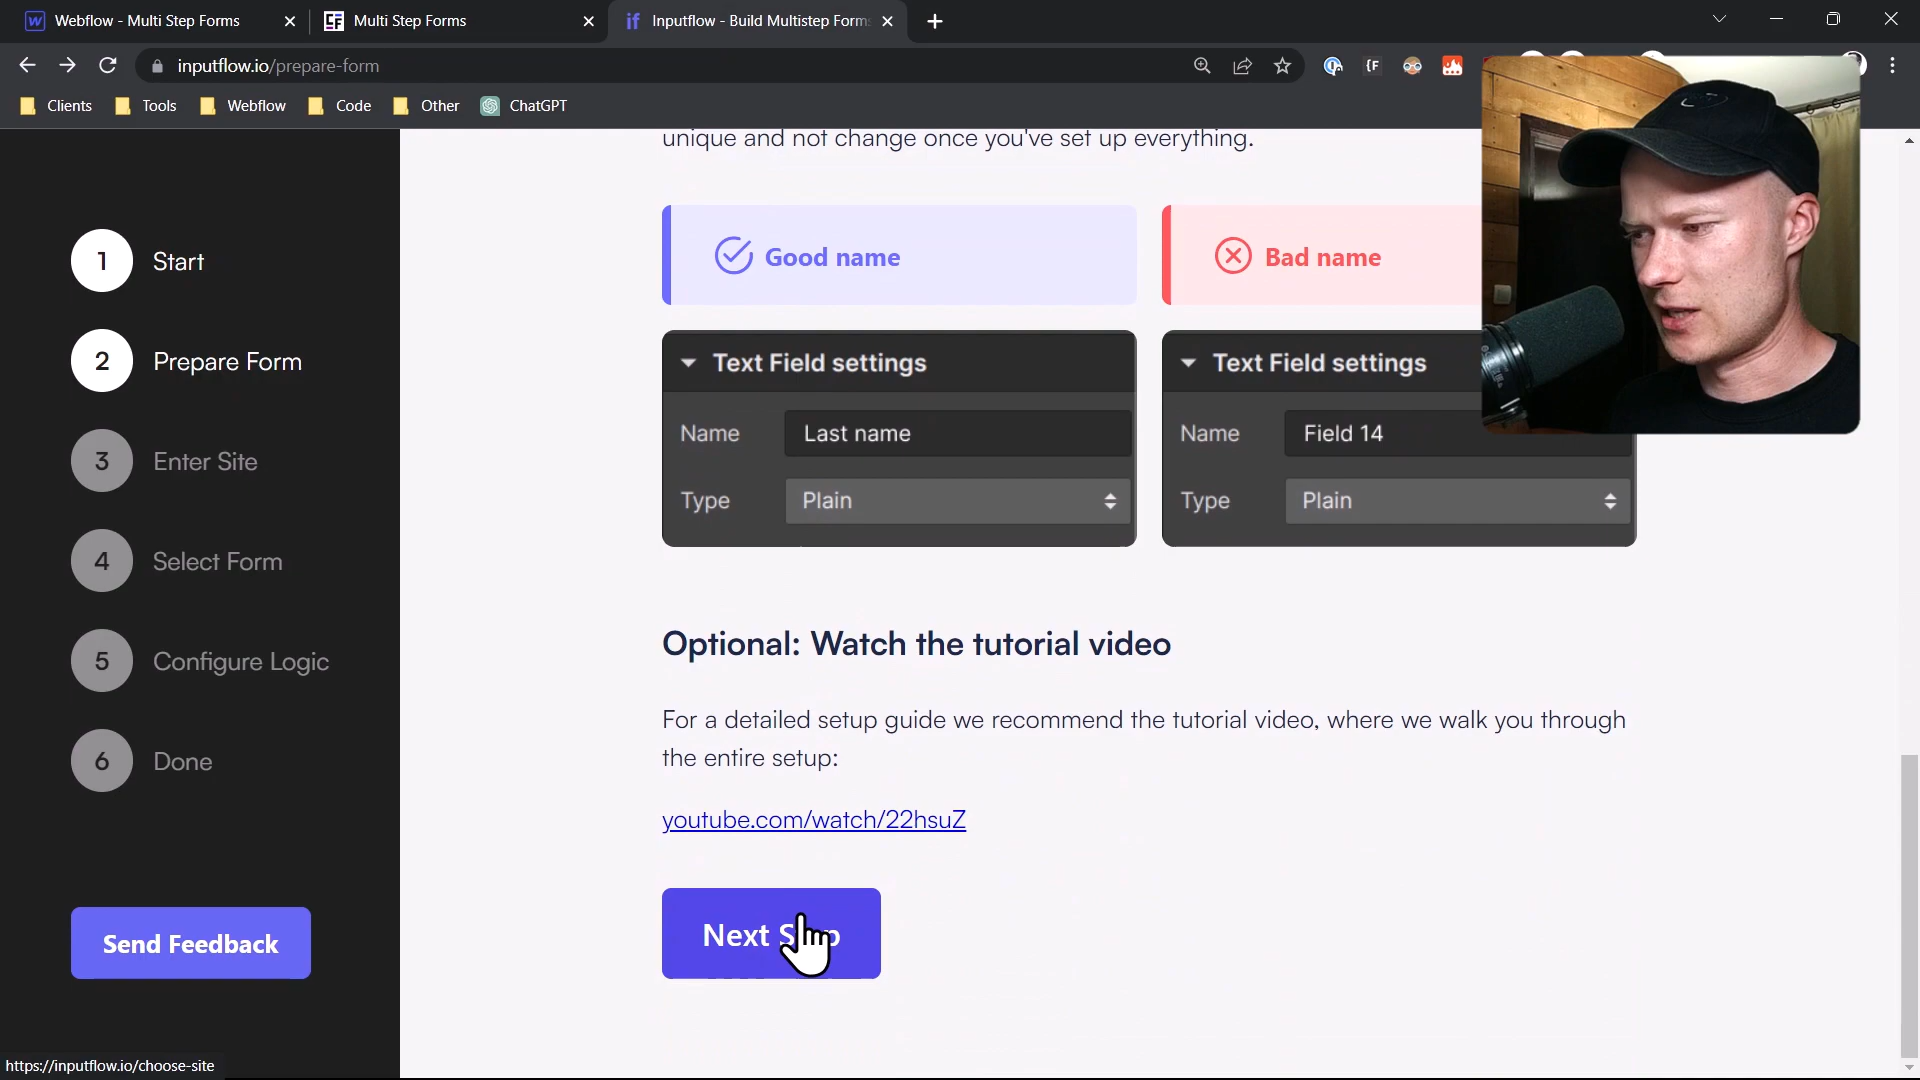 Webflow - Multi Step Forms
Multi Step Forms
Inputflow - Build Multistep Forms
inputflow.io/prepare-form
Clients
Tools
Webflow
Code
Other
ChatGPT
unique and not change once you've set up everything.
1 Start
2 Prepare Form
3 Enter Site
4 Select Form
5 Configure Logic
6 Done
Send Feedback
Good name
Bad name
Text Field settings
Name Last name
Type Plain
Text Field settings
Name Field 14
Type Plain
Optional: Watch the tutorial video
For a detailed setup guide we recommend the tutorial video, where we walk you through
the entire setup:
youtube.com/watch/22hsuZ
Next Step
https://inputflow.io/choose-site